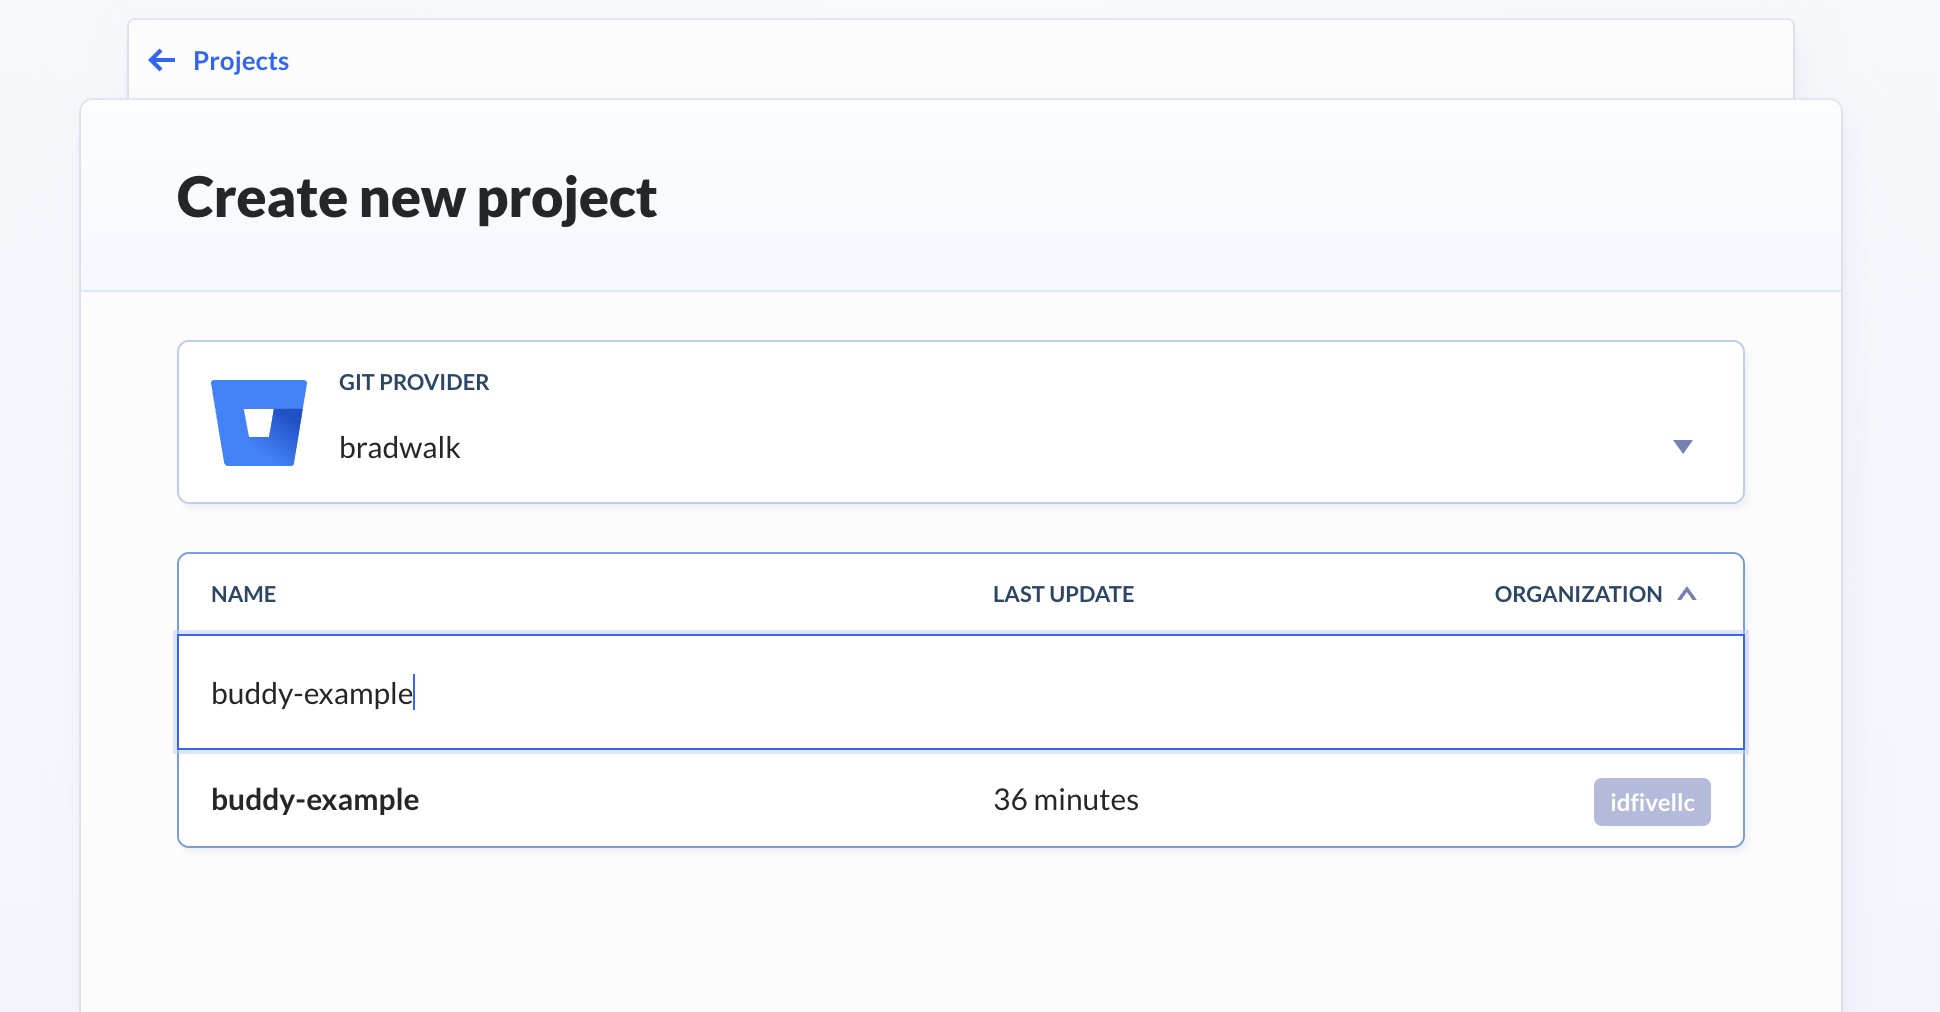 Projects
Create new project
GIT PROVIDER
bradwalk
NAME LAST UPDATE ORGANIZATION
buddy-example
buddy-example 36 minutes idfivellc